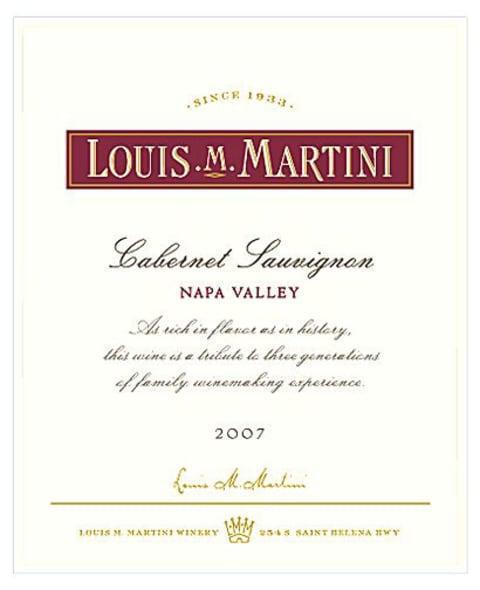 · SINCE 1933 ·
LOUIS · M. MARTINI
Cabernet Sauvignon
NAPA VALLEY
As rich in flavor as in history,
this wine is a tribute to three generations
of family winemaking experience.
2007
Louis M. Martini
LOUIS M. MARTINI WINERY 254 S SAINT HELENA HWY